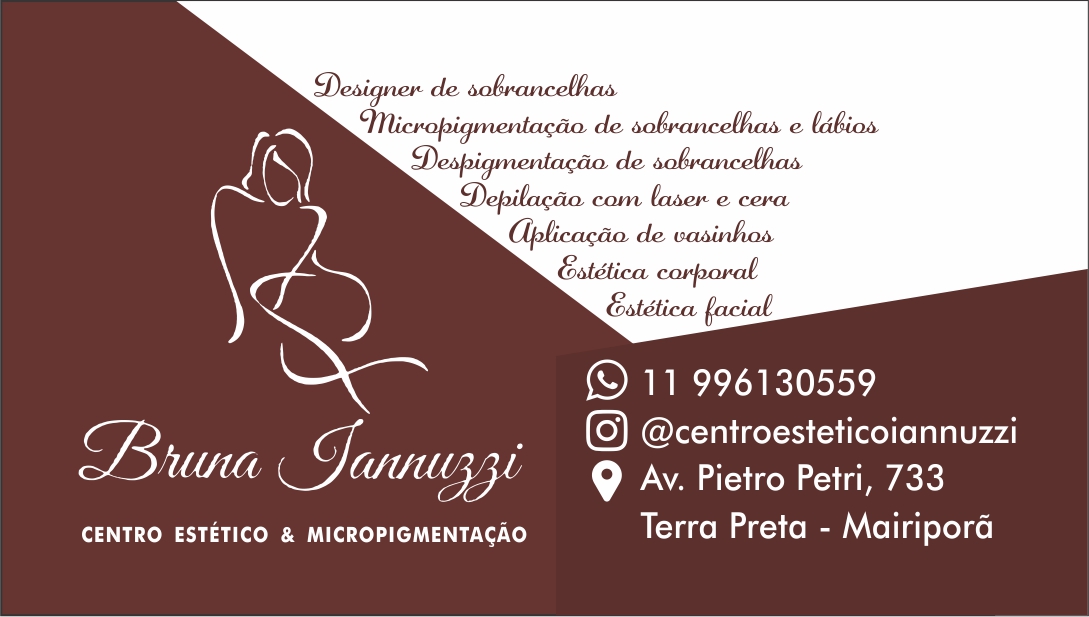 Designer de sobrancelhas
Micropigmentação de sobrancelhas e lábios
Despigmentação de sobrancelhas
Depilação com laser e cera
Aplicação de vasinhos
Estética corporal
Estética facial
Bruna Iannuzzi
CENTRO ESTÉTICO & MICROPIGMENTAÇÃO
11 996130559
@centroesteticoiannuzzi
Av. Pietro Petri, 733
Terra Preta - Mairiporã